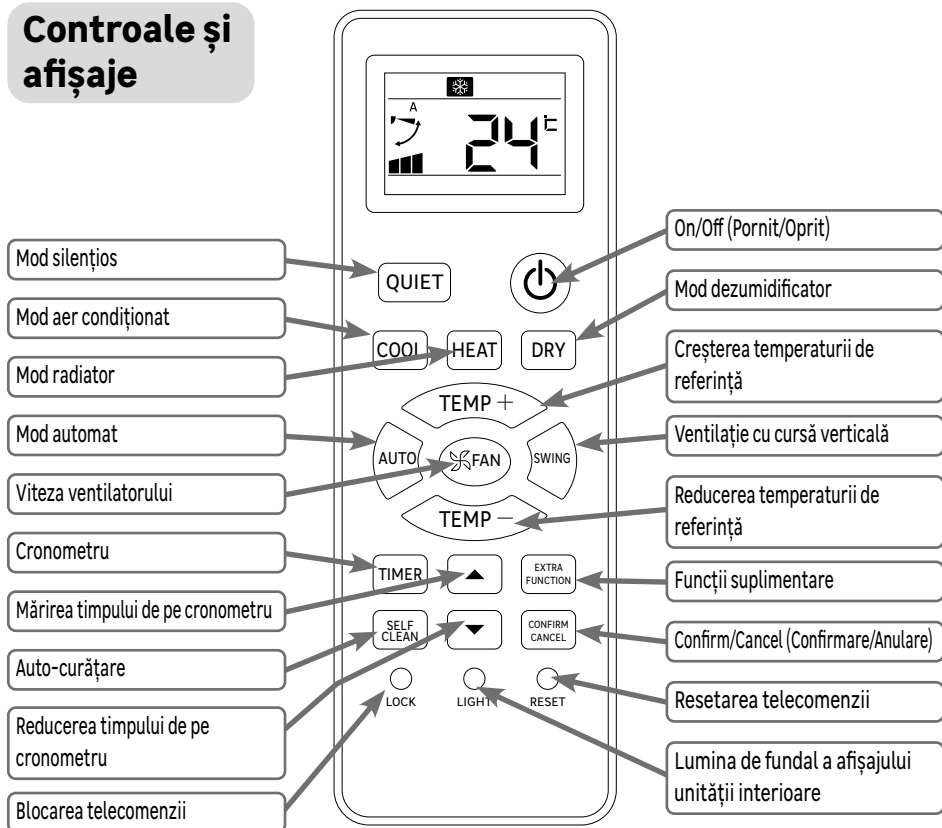 Controale și
afișaje
A
24°C
Mod silențios
Mod aer condiționat
Mod radiator
Mod automat
Viteza ventilatorului
Cronometru
Mărirea timpului de pe cronometru
Auto-curățare
Reducerea timpului de pe
cronometru
Blocarea telecomenzii
QUIET
COOL
HEAT
DRY
TEMP +
AUTO
FAN
SWING
TEMP −
TIMER
EXTRA
FUNCTION
SELF
CLEAN
CONFIRM
CANCEL
LOCK
LIGHT
RESET
On/Off (Pornit/Oprit)
Mod dezumidificator
Creșterea temperaturii de
referință
Ventilație cu cursă verticală
Reducerea temperaturii de
referință
Funcții suplimentare
Confirm/Cancel (Confirmare/Anulare)
Resetarea telecomenzii
Lumina de fundal a afișajului
unității interioare